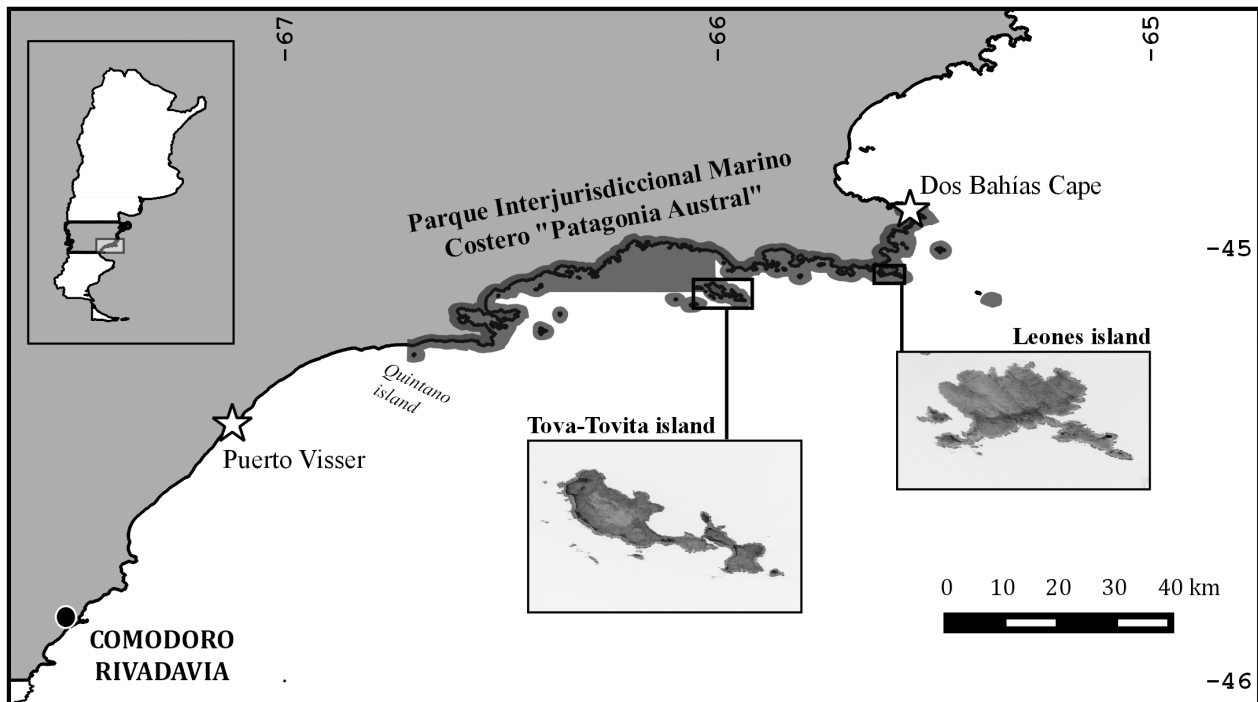 -67
-66
-65
Parque Interjurisdiccional Marino
Costero "Patagonia Austral"
Dos Bahías Cape
-45
Quintano
island
Leones island
Tova-Tovita island
Puerto Visser
0 10 20 30 40 km
COMODORO
RIVADAVIA
-46